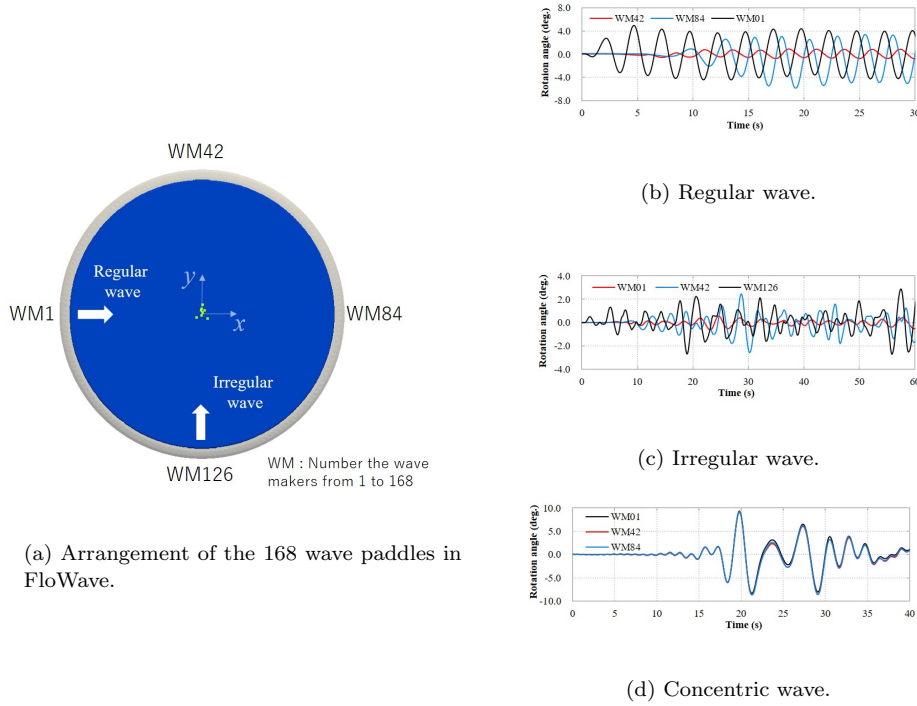 WM42
Regular
wave
y
x
WM1
WM84
Irregular
wave
WM126
WM : Number the wave
makers from 1 to 168
(a) Arrangement of the 168 wave paddles in
FloWave.
WM42 WM84 WM01
Rotaion angle (deg.)
8.0
4.0
0.0
-4.0
-8.0
0 5 10 15 20 25 30
Time (s)
(b) Regular wave.
WM01 WM42 WM126
Rotation angle (deg.)
4.0
2.0
0.0
-2.0
-4.0
0 10 20 30 40 50 60
Time (s)
(c) Irregular wave.
WM01
WM42
WM84
Rotation angle (deg.)
10.0
5.0
0.0
-5.0
-10.0
0 5 10 15 20 25 30 35 40
Time (s)
(d) Concentric wave.